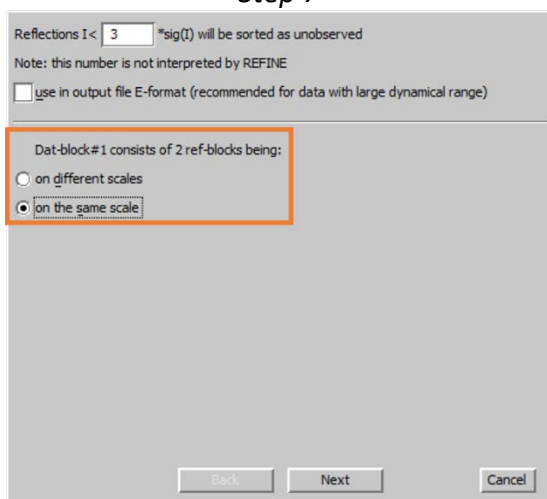 Reflections I< 3 *sig(I) will be sorted as unobserved
Note: this number is not interpreted by REFINE
use in output file E-format (recommended for data with large dynamical range)
Dat-block#1 consists of 2 ref-blocks being:
on different scales
on the same scale
Back Next Cancel